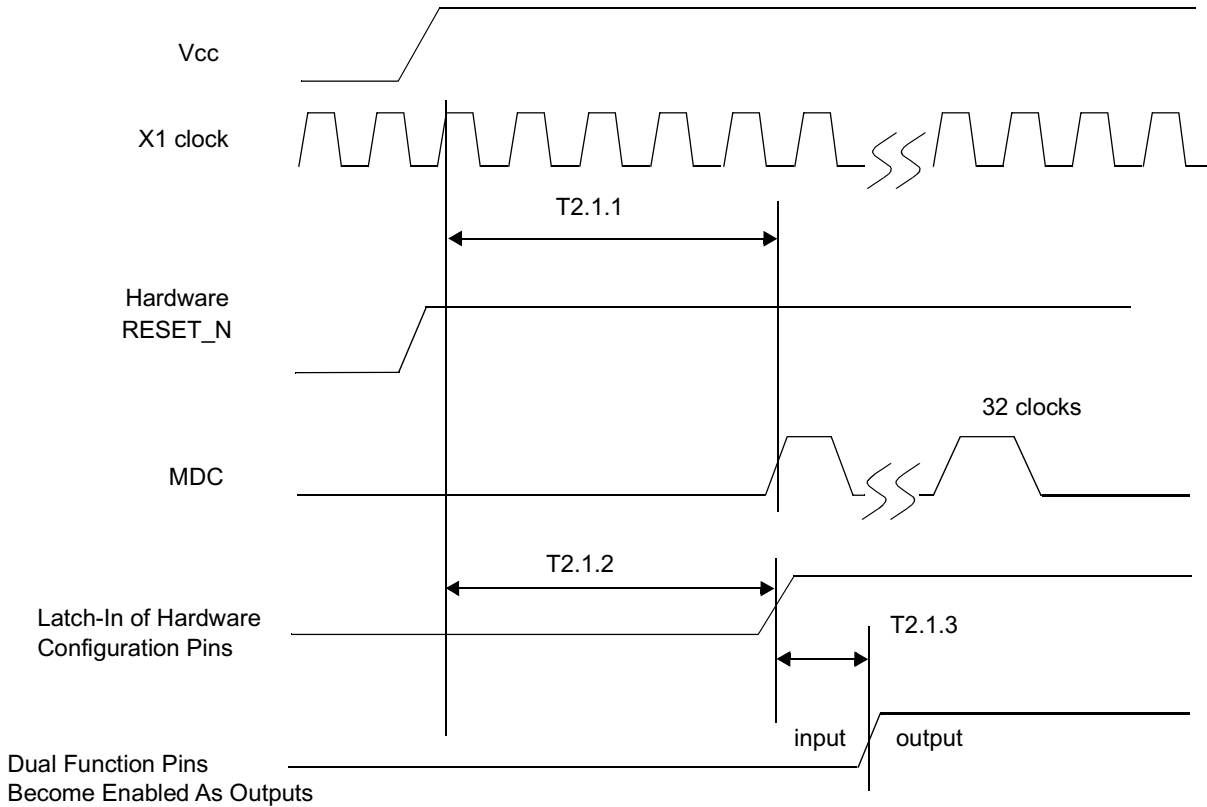 Vcc
X1 clock
T2.1.1
Hardware
RESET_N
32 clocks
MDC
T2.1.2
Latch-In of Hardware
Configuration Pins
T2.1.3
input
output
Dual Function Pins
Become Enabled As Outputs